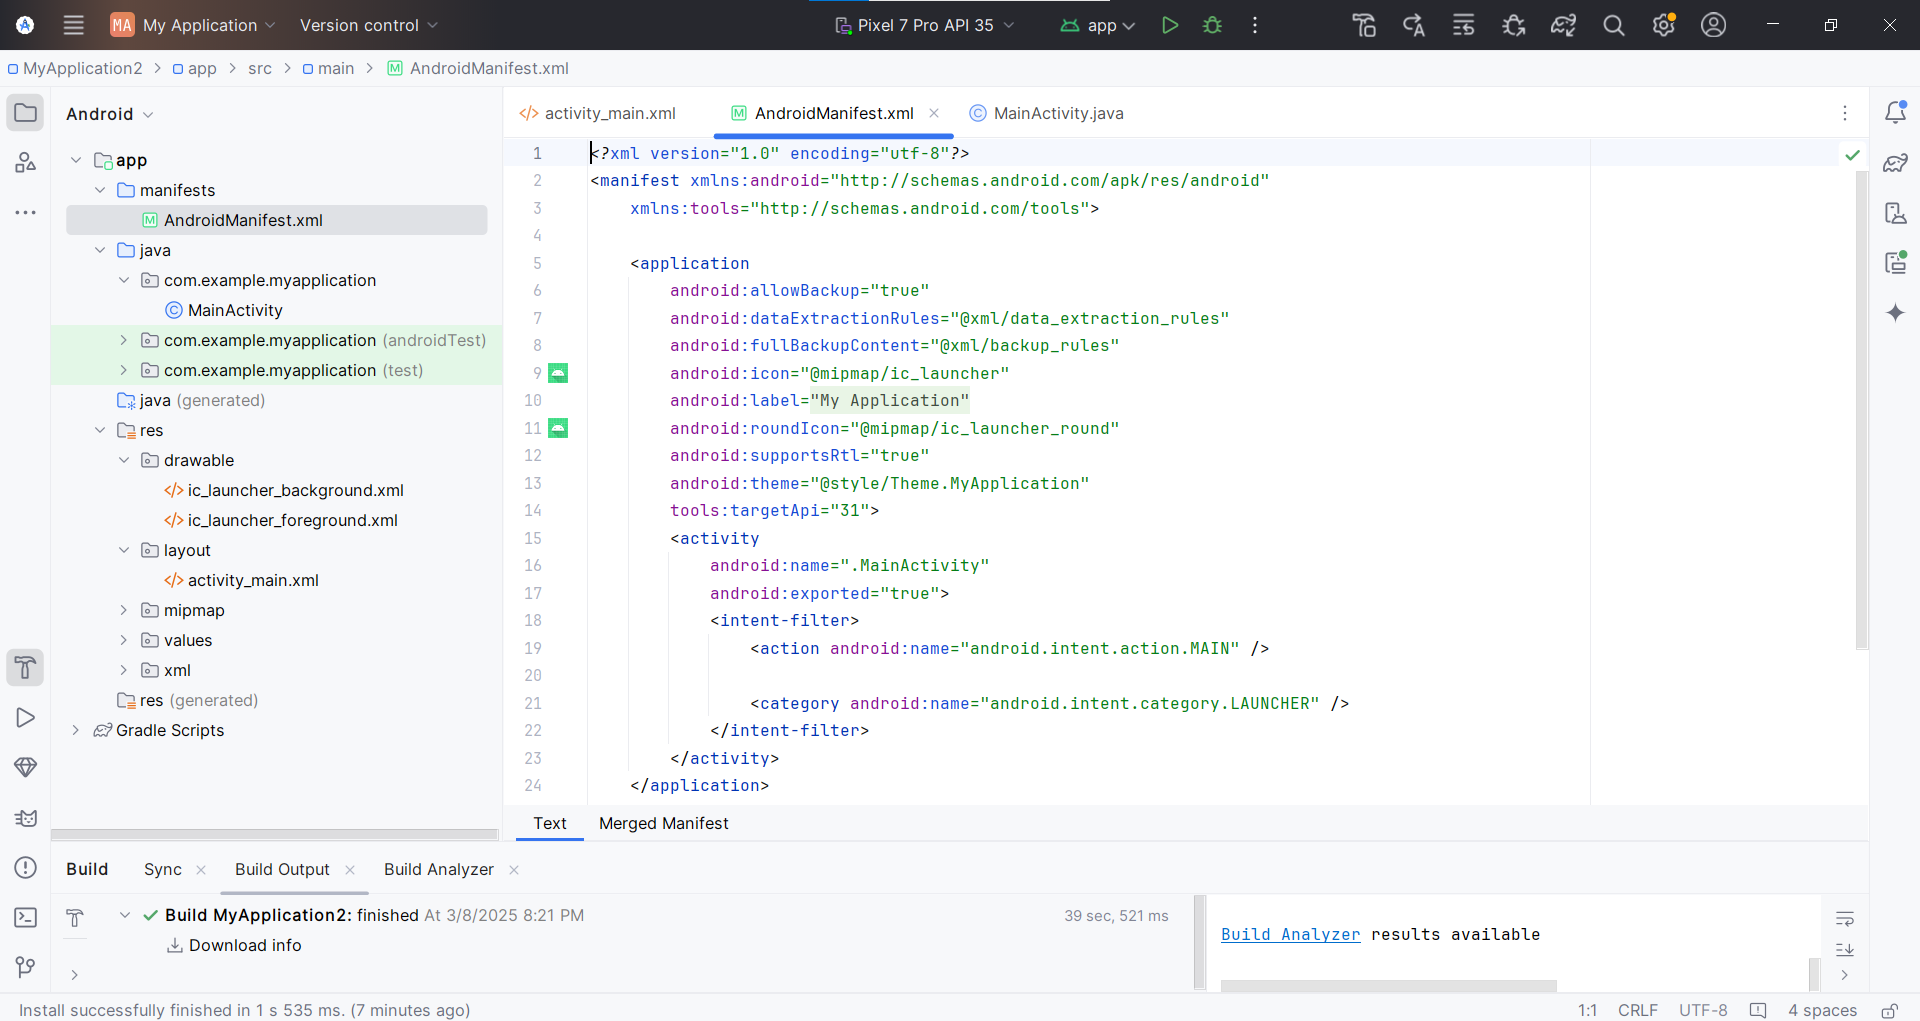 MA My Application Version control Pixel 7 Pro API 35 app
MyApplication2 app src main M AndroidManifest.xml
Android
app
manifests
M AndroidManifest.xml
java
com.example.myapplication
C MainActivity
com.example.myapplication (androidTest)
com.example.myapplication (test)
java (generated)
res
drawable
</> ic_launcher_background.xml
</> ic_launcher_foreground.xml
layout
</> activity_main.xml
mipmap
values
xml
res (generated)
Gradle Scripts
</> activity_main.xml M AndroidManifest.xml C MainActivity.java
1 <?xml version="1.0" encoding="utf-8"?>
2 <manifest xmlns:android="http://schemas.android.com/apk/res/android"
3 xmlns:tools="http://schemas.android.com/tools">
4
5 <application
6 android:allowBackup="true"
7 android:dataExtractionRules="@xml/data_extraction_rules"
8 android:fullBackupContent="@xml/backup_rules"
9 android:icon="@mipmap/ic_launcher"
10 android:label="My Application"
11 android:roundIcon="@mipmap/ic_launcher_round"
12 android:supportsRtl="true"
13 android:theme="@style/Theme.MyApplication"
14 tools:targetApi="31">
15 <activity
16 android:name=".MainActivity"
17 android:exported="true">
18 <intent-filter>
19 <action android:name="android.intent.action.MAIN" />
20
21 <category android:name="android.intent.category.LAUNCHER" />
22 </intent-filter>
23 </activity>
24 </application>
Text Merged Manifest
Build Sync Build Output Build Analyzer
Build MyApplication2: finished At 3/8/2025 8:21 PM 39 sec, 521 ms
Download info
Build Analyzer results available
Install successfully finished in 1 s 535 ms. (7 minutes ago) 1:1 CRLF UTF-8 4 spaces